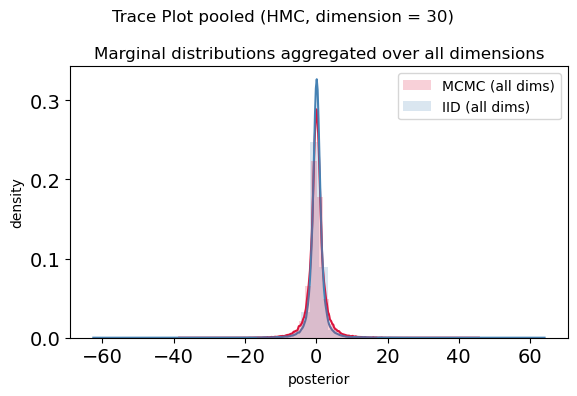 Trace Plot pooled (HMC, dimension = 30)
Marginal distributions aggregated over all dimensions
MCMC (all dims)
IID (all dims)
density
0.3
0.2
0.1
0.0
−60 −40 −20 0 20 40 60
posterior